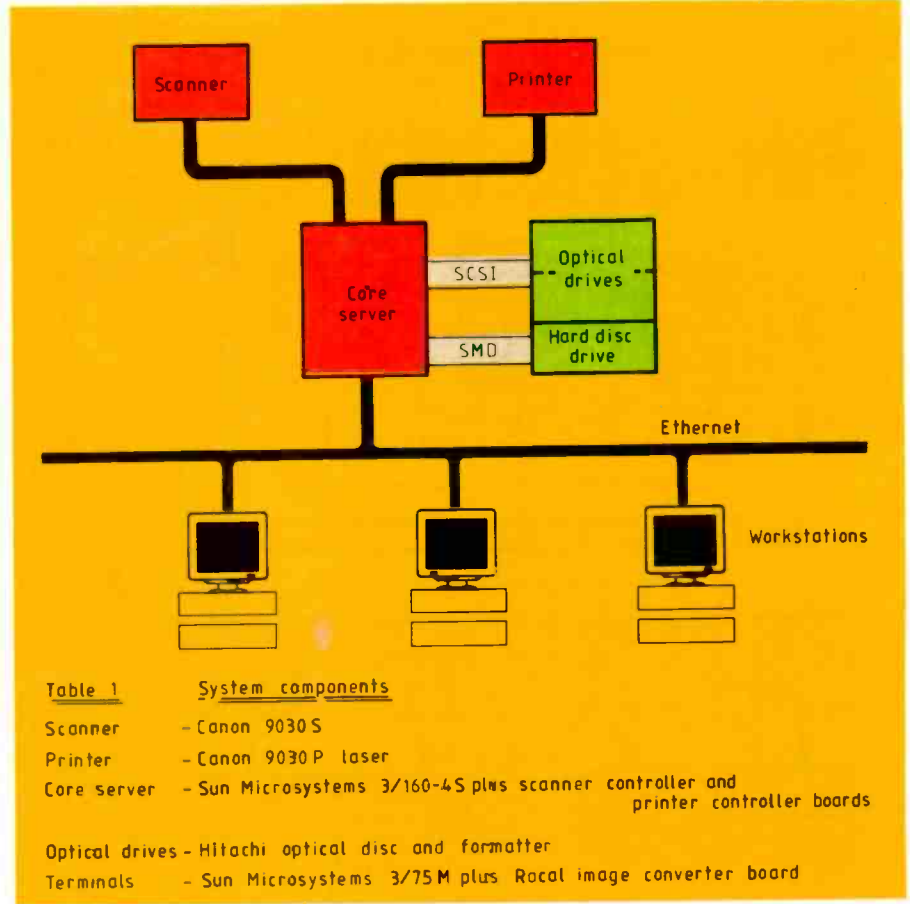 Scanner
Printer
Core
server
SCSI
SMD
Optical
drives
Hard disc
drive
Ethernet
Workstations
Table 1 System components
Scanner - Canon 9030S
Printer - Canon 9030P laser
Core server - Sun Microsystems 3/160-4S plus scanner controller and
printer controller boards
Optical drives - Hitachi optical disc and formatter
Terminals - Sun Microsystems 3/75M plus Racal image converter board